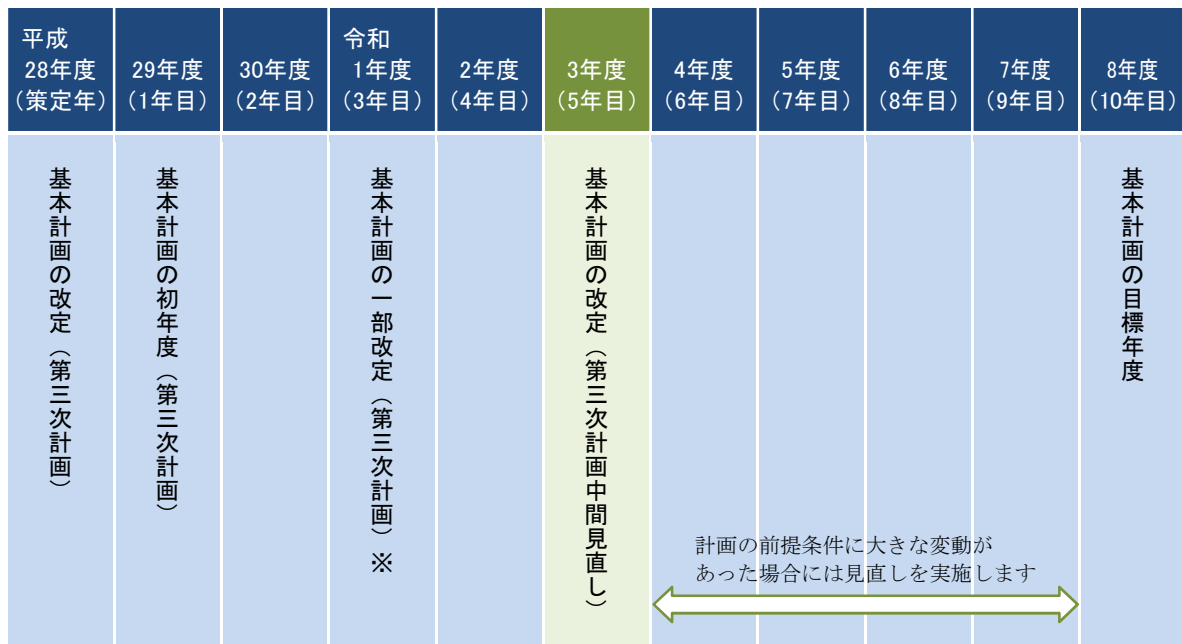 平成
28年度
(策定年)
29年度
(1年目)
30年度
(2年目)
令和
1年度
(3年目)
2年度
(4年目)
3年度
(5年目)
4年度
(6年目)
5年度
(7年目)
6年度
(8年目)
7年度
(9年目)
8年度
(10年目)
基本計画の改定（第三次計画）
基本計画の初年度（第三次計画）
基本計画の一部改定（第三次計画）※
基本計画の改定（第三次計画中間見直し）
計画の前提条件に大きな変動が
あった場合には見直しを実施します
基本計画の目標年度